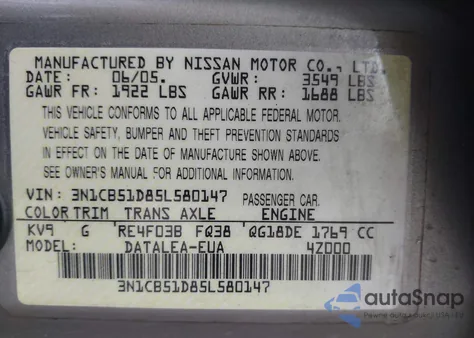 MANUFACTURED BY NISSAN MOTOR CO., LTD.
DATE: 06/05. GVWR: 3549 LBS
GAWR FR: 1922 LBS GAWR RR: 1688 LBS
THIS VEHICLE CONFORMS TO ALL APPLICABLE FEDERAL MOTOR
VEHICLE SAFETY, BUMPER AND THEFT PREVENTION STANDARDS
IN EFFECT ON THE DATE OF MANUFACTURE SHOWN ABOVE.
SEE OWNER'S MANUAL FOR ADDITIONAL INFORMATION
VIN: 3N1CB51D85L580147 PASSENGER CAR.
COLOR TRIM TRANS AXLE ENGINE
KV9 G RE4F03B FQ38 QG18DE 1769 CC
MODEL: DATALEA-EUA 4Z000
3N1CB51D85L580147
autoSnap